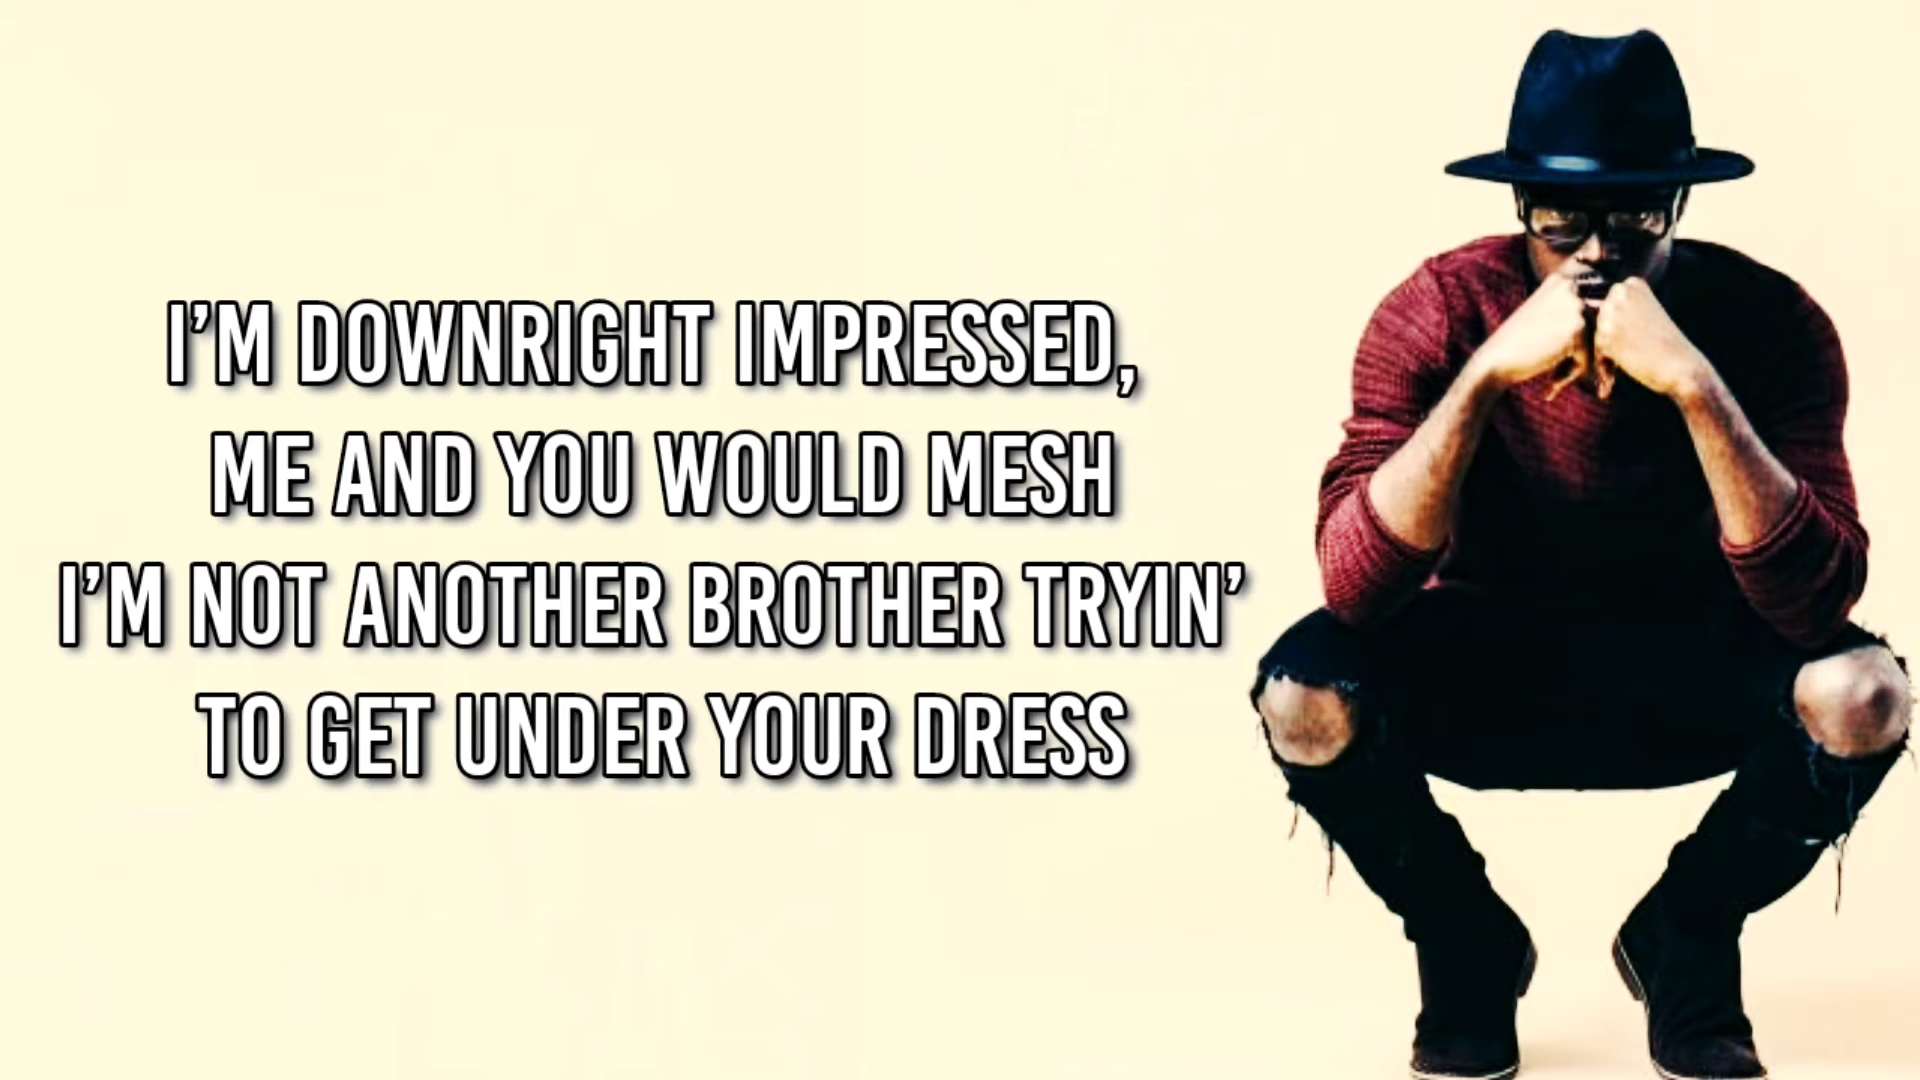 I'M DOWNRIGHT IMPRESSED,
ME AND YOU WOULD MESH
I'M NOT ANOTHER BROTHER TRYIN'
TO GET UNDER YOUR DRESS